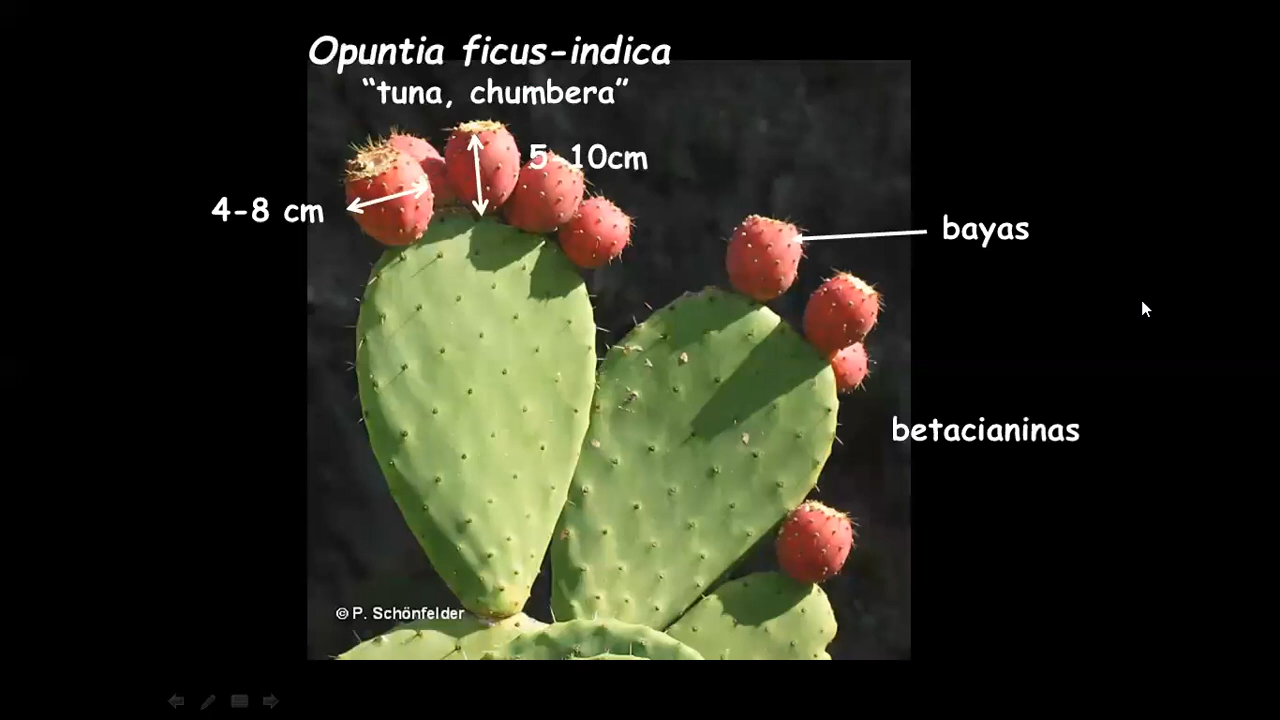 Opuntia ficus-indica
“tuna, chumbera”
5-10cm
4-8 cm
bayas
betacianinas
© P. Schönfelder